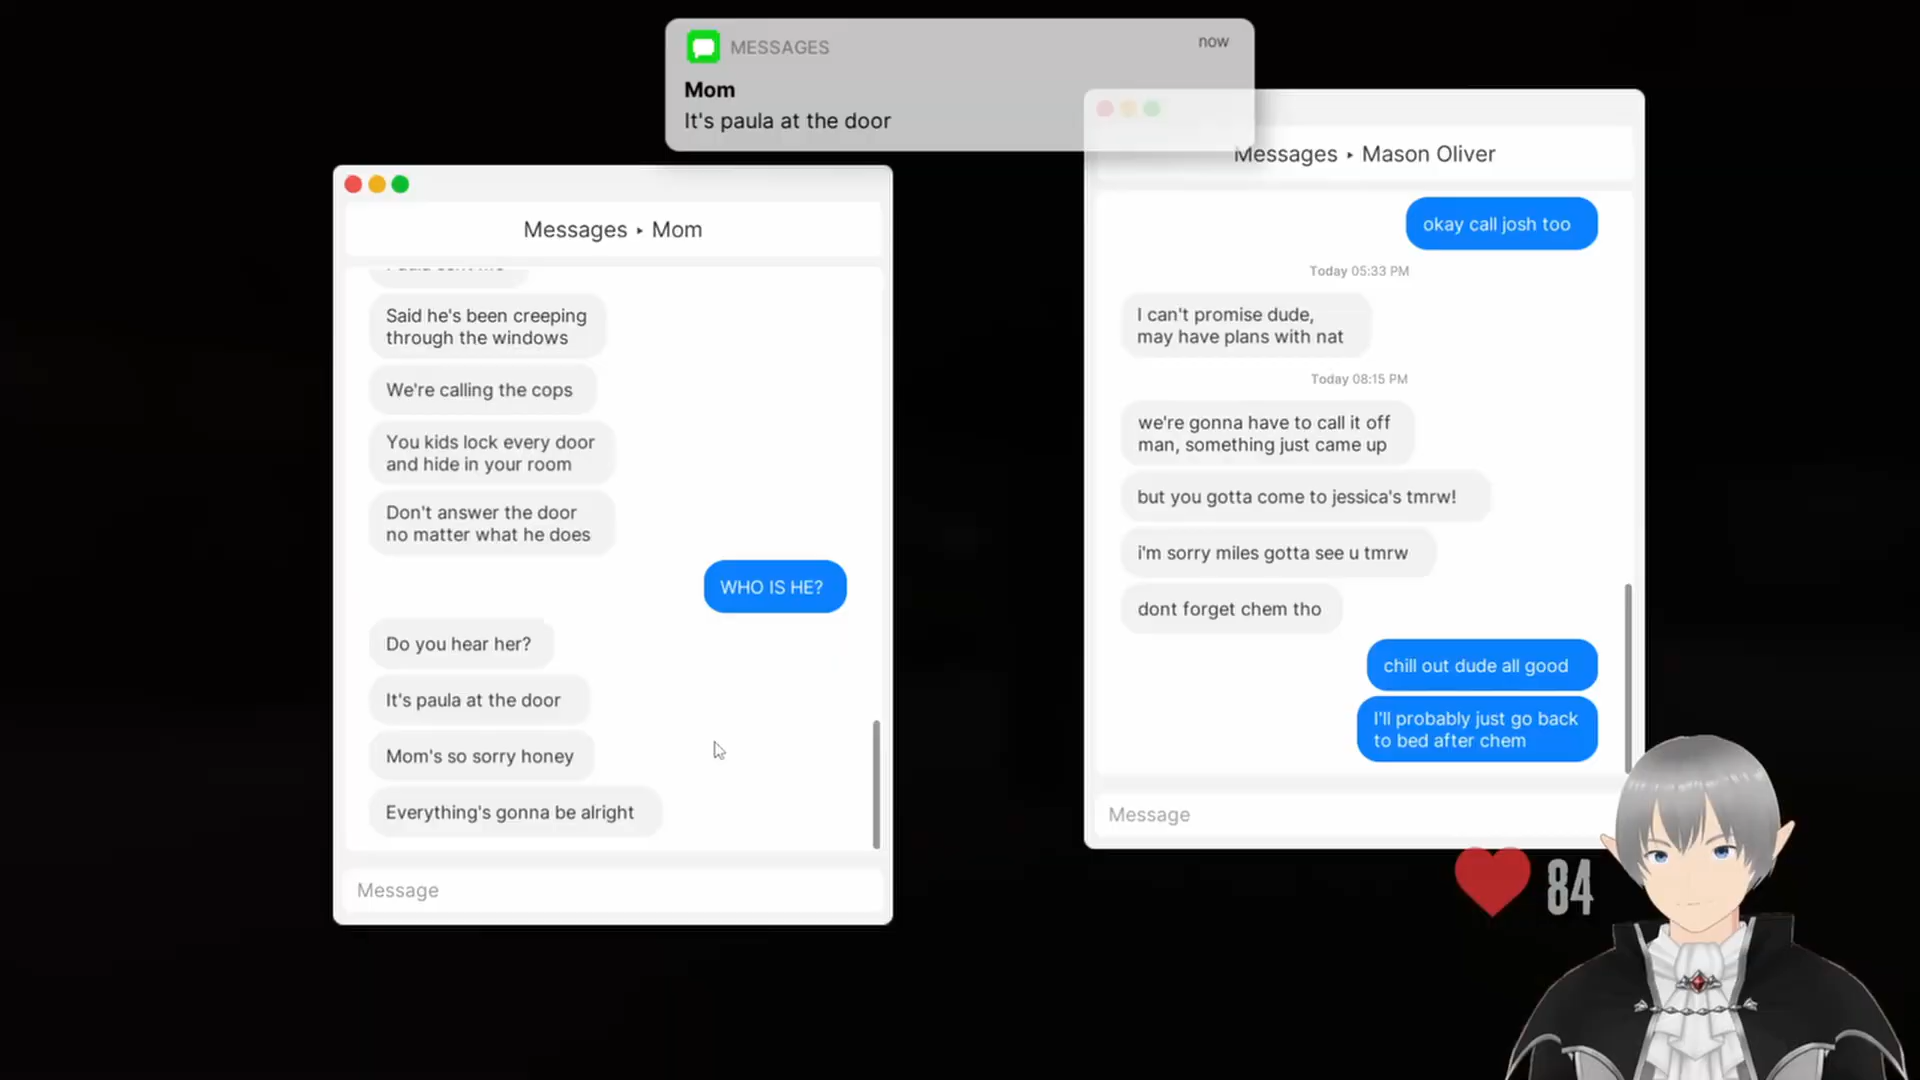 MESSAGES
now
Mom
It's paula at the door
Messages ▸ Mom
Said he's been creeping
through the windows
We're calling the cops
You kids lock every door
and hide in your room
Don't answer the door
no matter what he does
WHO IS HE?
Do you hear her?
It's paula at the door
Mom's so sorry honey
Everything's gonna be alright
Message
Messages ▸ Mason Oliver
okay call josh too
Today 05:33 PM
I can't promise dude,
may have plans with nat
Today 08:15 PM
we're gonna have to call it off
man, something just came up
but you gotta come to jessica's tmrw!
i'm sorry miles gotta see u tmrw
dont forget chem tho
chill out dude all good
I'll probably just go back
to bed after chem
Message
84